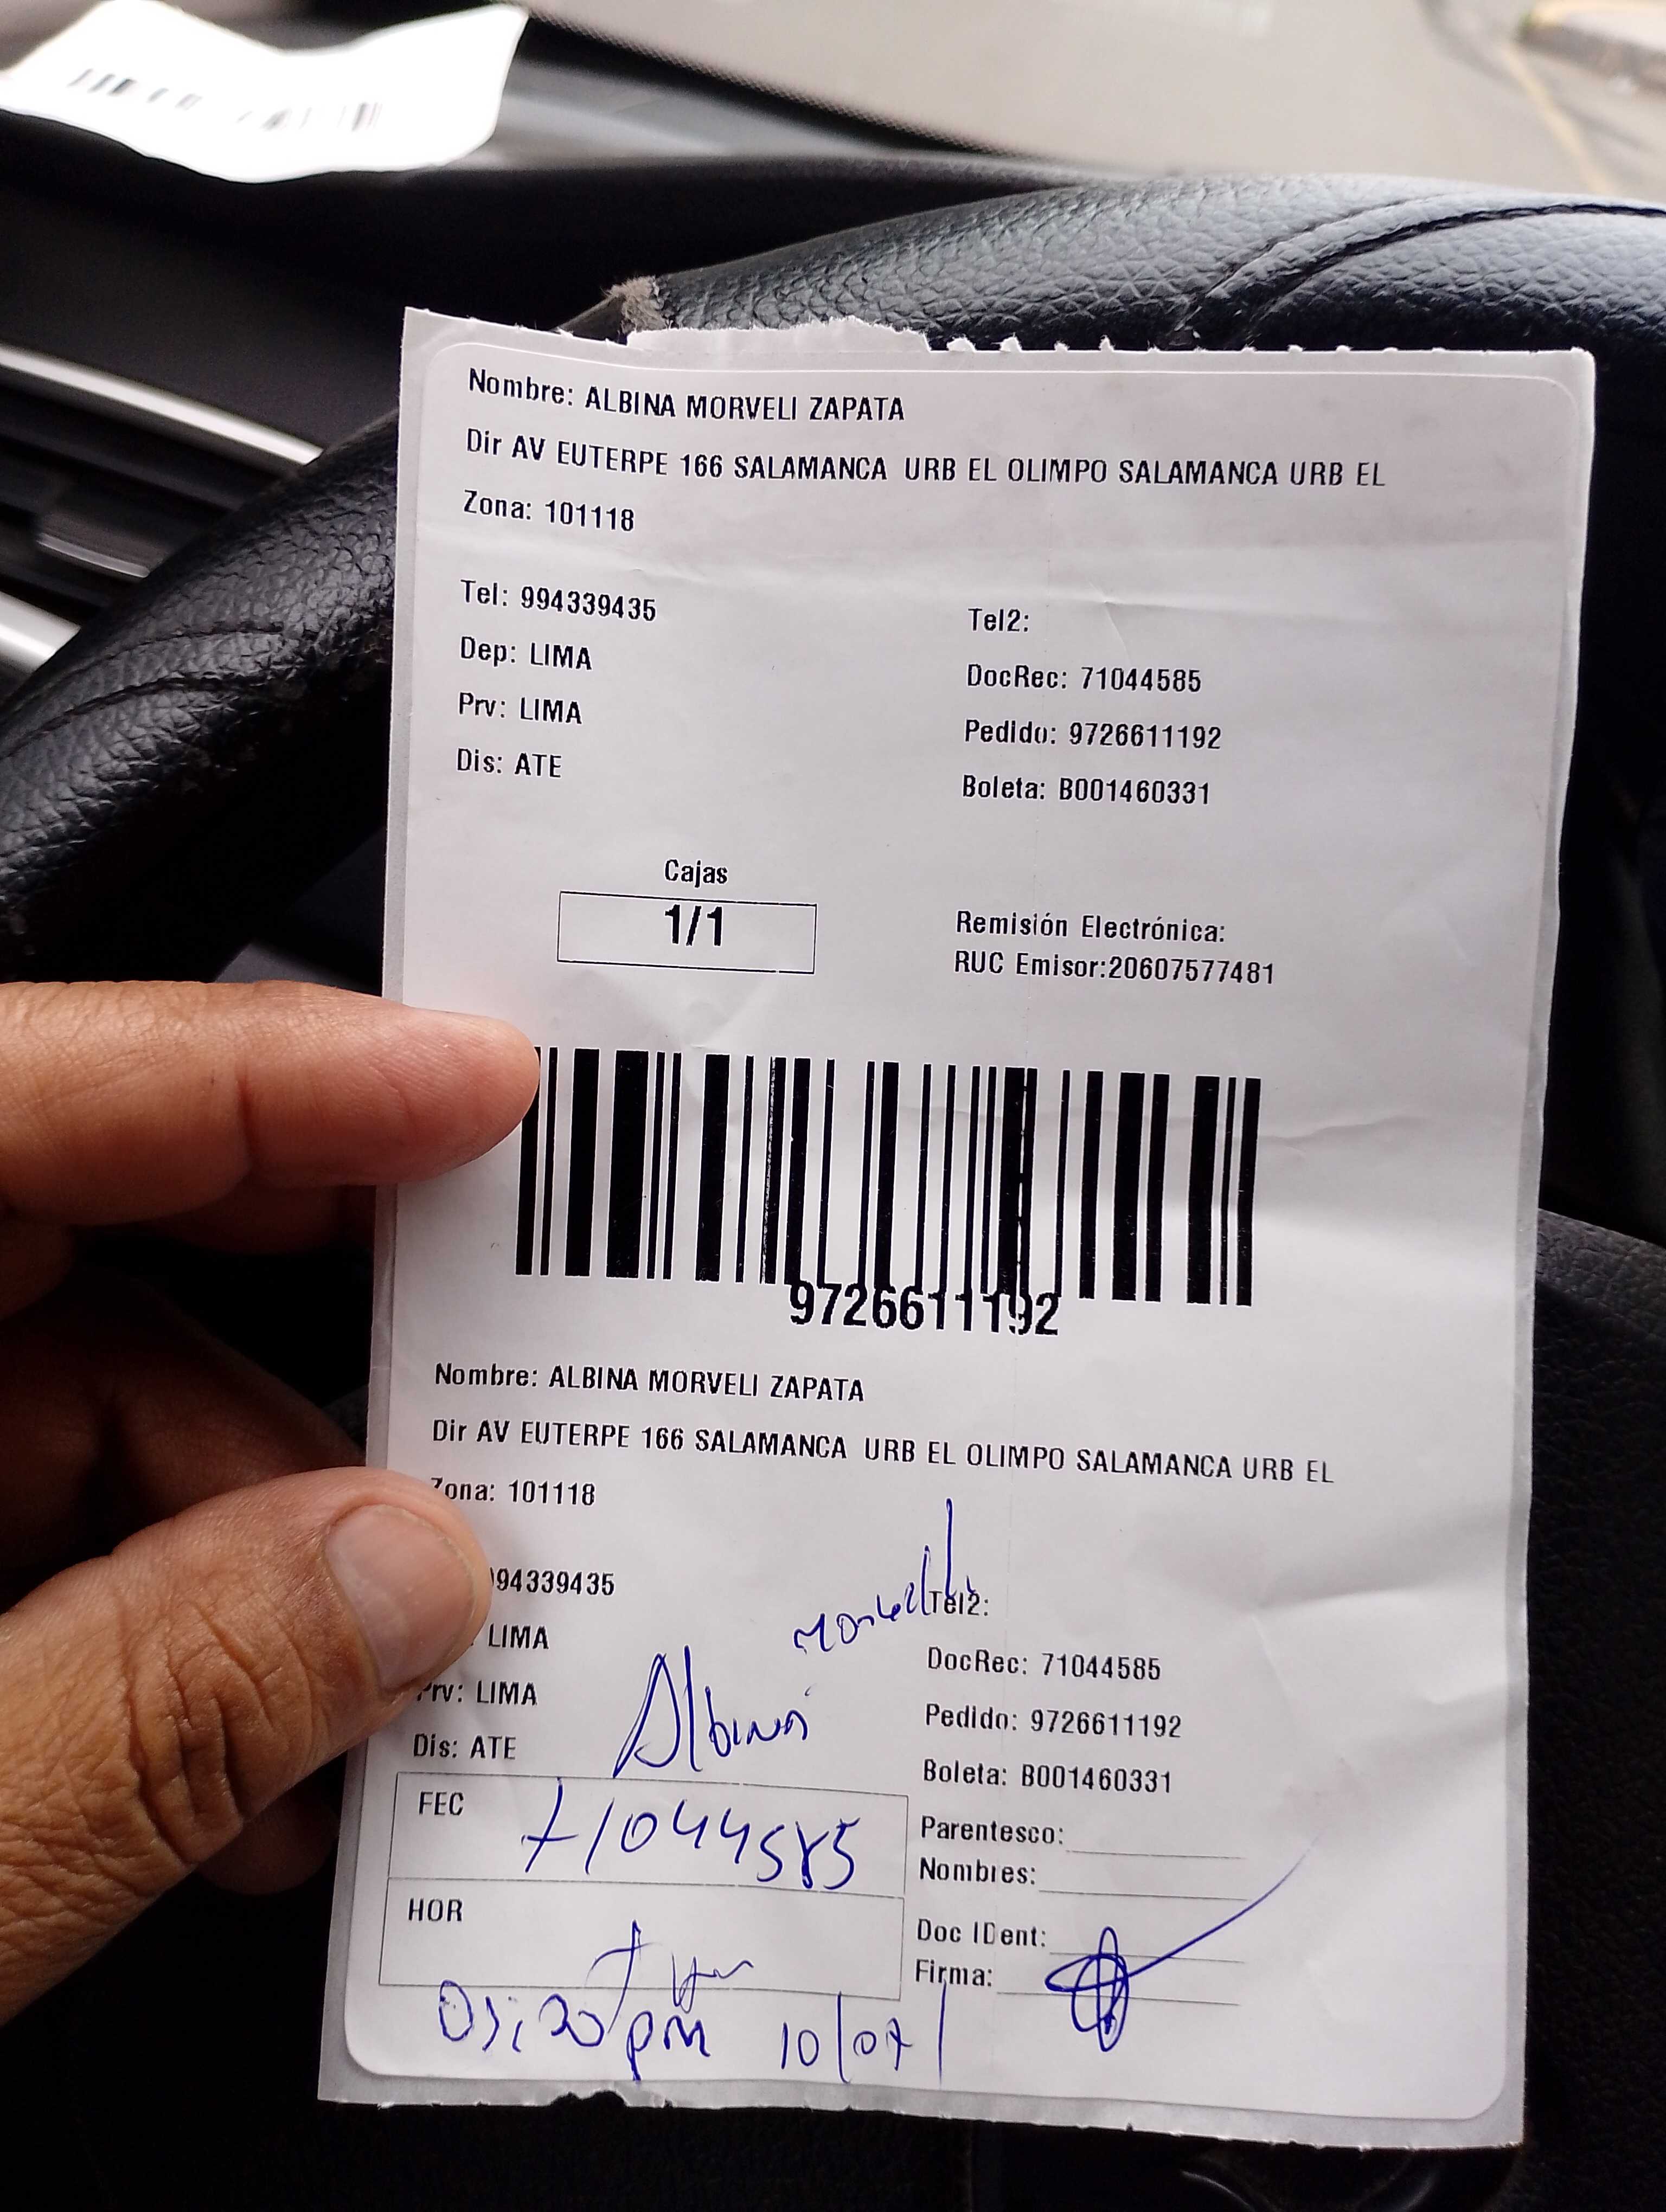 Nombre: ALBINA MORVELI ZAPATA
Dir AV EUTERPE 166 SALAMANCA URB EL OLIMPO SALAMANCA URB EL
Zona: 101118
Tel: 994339435
Tel2:
Dep: LIMA
DocRec: 71044585
Prv: LIMA
Pedido: 9726611192
Dis: ATE
Boleta: B001460331
Cajas
1/1
Remisión Electrónica:
RUC Emisor:20607577481
9726611192
Nombre: ALBINA MORVELI ZAPATA
Dir AV EUTERPE 166 SALAMANCA URB EL OLIMPO SALAMANCA URB EL
Zona: 101118
94339435
Tel2:
LIMA
DocRec: 71044585
Prv: LIMA
Pedido: 9726611192
Dis: ATE
Boleta: B001460331
Albina
FEC
71044585
Parentesco:
Nombres:
HOR
Doc IDent:
Firma:
pm 10/07/